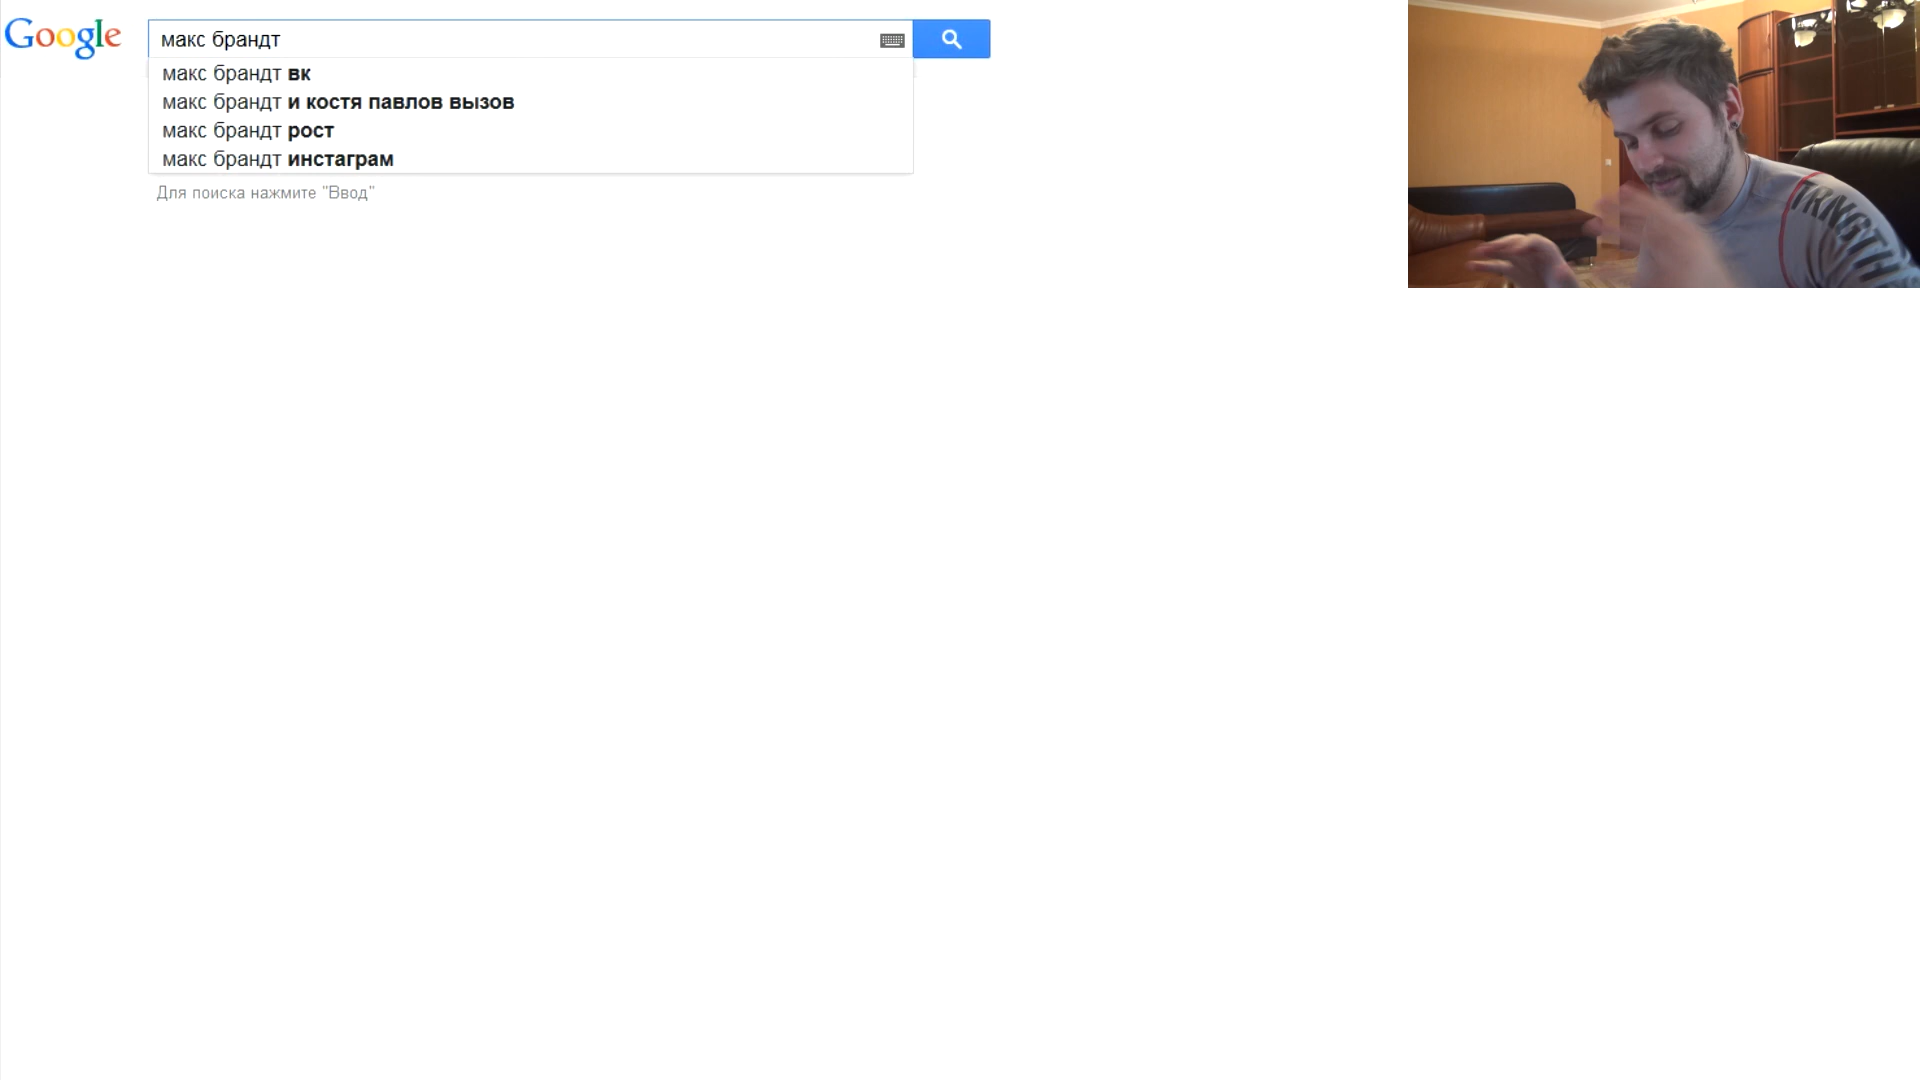 Google
макс брандт
макс брандт вк
макс брандт и костя павлов вызов
макс брандт рост
макс брандт инстаграм
Для поиска нажмите "Ввод"
TRNGTH